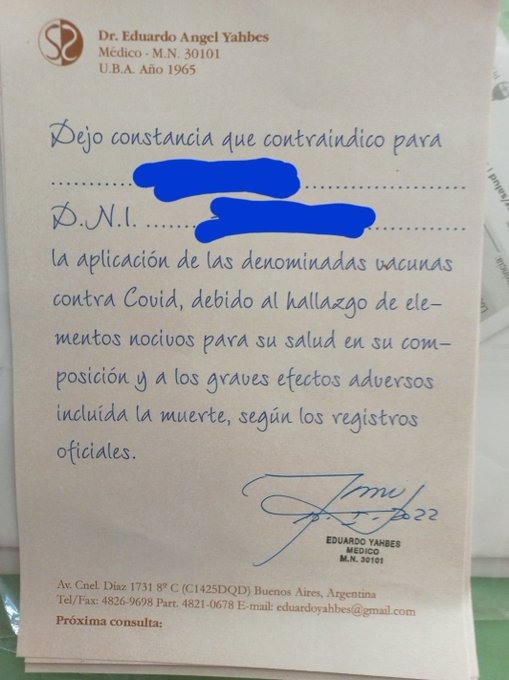 Dr. Eduardo Angel Yahbes
Médico - M.N. 30101
U.B.A. Año 1965
Dejo constancia que contraindico para
D.N.I.
la aplicación de las denominadas vacunas
contra Covid, debido al hallazgo de ele-
mentos nocivos para su salud en su com-
posición y a los graves efectos adversos
incluída la muerte, según los registros
oficiales.
2022
EDUARDO YAHBES
MEDICO
M.N. 30101
Av. Cnel. Díaz 1731 8º C (C1425DQD) Buenos Aires, Argentina
Tel/Fax: 4826-9698 Part. 4821-0678 E-mail: eduardoyahbes@gmail.com
Próxima consulta: